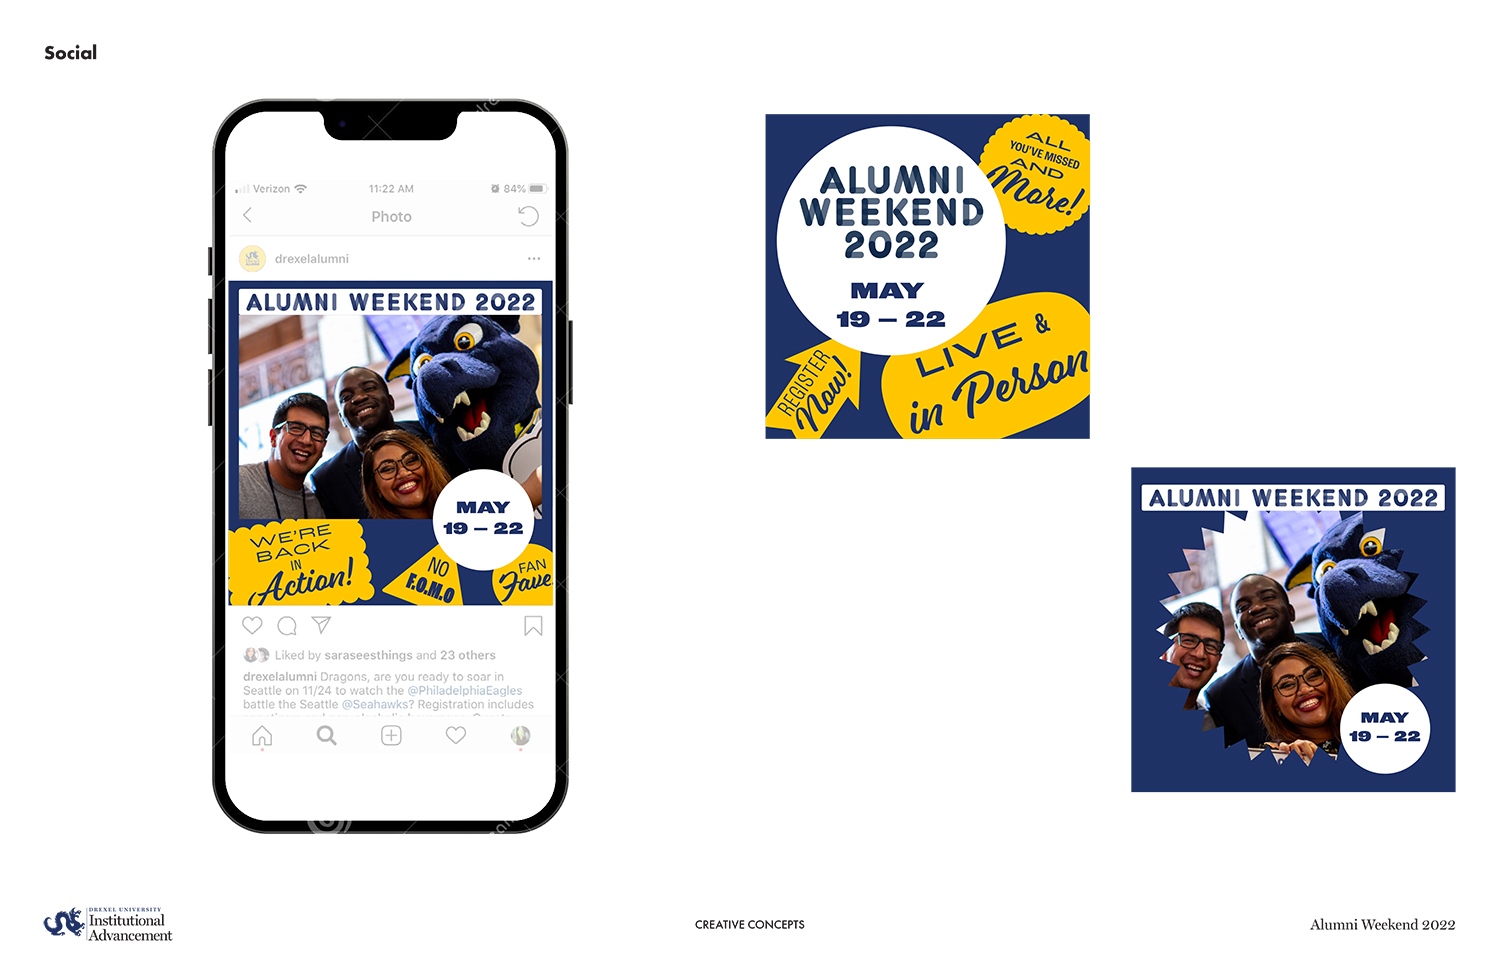 Social
Verizon 11:22 AM 84%
Photo
drexelalumni
ALUMNI WEEKEND 2022
MAY
19 – 22
WE'RE
BACK
IN
Action!
NO
F.O.M.O
FAN
Fave
Liked by saraseesthings and 23 others
drexelalumni Dragons, are you ready to soar in
Seattle on 11/24 to watch the @PhiladelphiaEagles
battle the Seattle @Seahawks? Registration includes
ALUMNI
WEEKEND
2022
MAY
19 – 22
ALL
YOU'VE MISSED
AND
More!
REGISTER
Now!
LIVE &
in Person
ALUMNI WEEKEND 2022
MAY
19 – 22
DREXEL UNIVERSITY
Institutional
Advancement
CREATIVE CONCEPTS
Alumni Weekend 2022